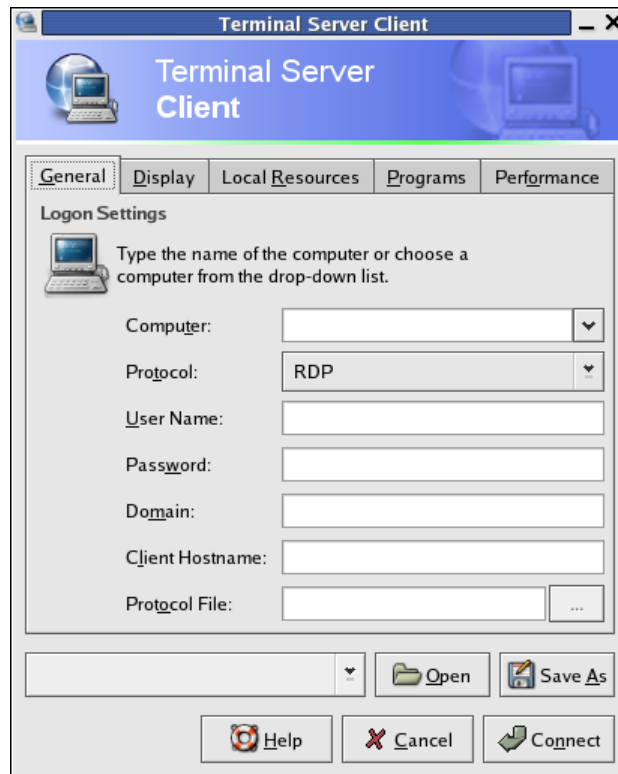 Terminal Server Client
Terminal Server
Client
General Display Local Resources Programs Performance
Logon Settings
Type the name of the computer or choose a
computer from the drop-down list.
Computer:
Protocol: RDP
User Name:
Password:
Domain:
Client Hostname:
Protocol File: ...
Open Save As
Help Cancel Connect